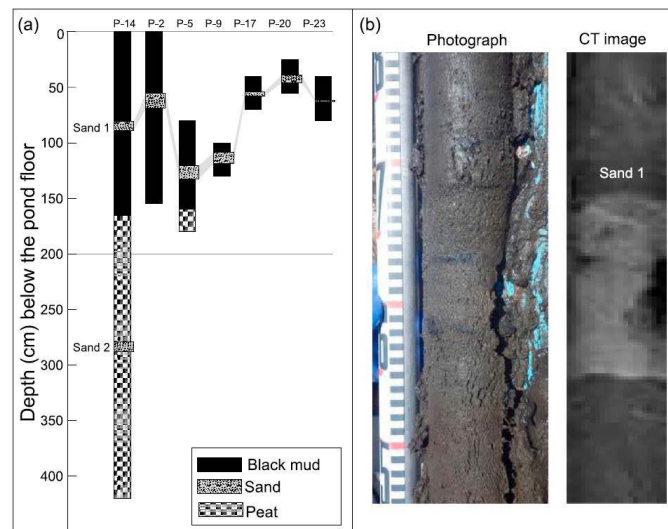 (a)
P-14 P-2 P-5 P-9 P-17 P-20 P-23
0
50
100
150
200
250
300
350
400
Depth (cm) below the pond floor
Sand 1
Sand 2
Black mud
Sand
Peat
(b)
Photograph
CT image
Sand 1